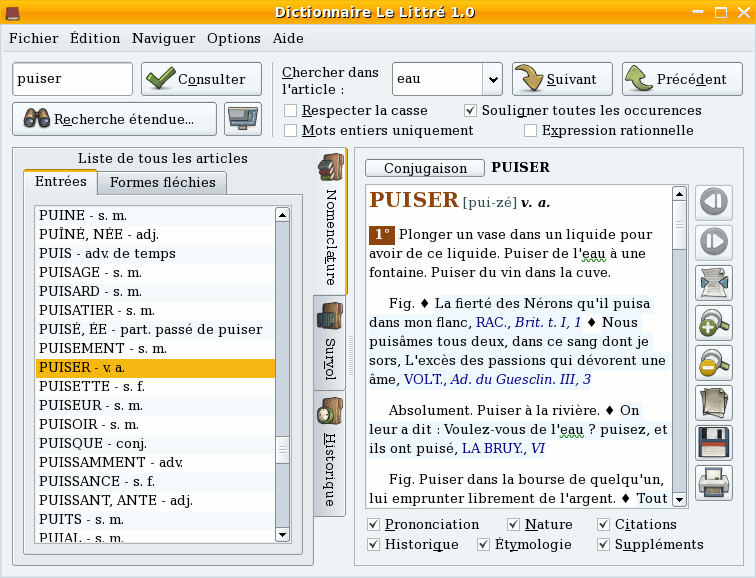 Dictionnaire Le Littré 1.0
Fichier Édition Naviguer Options Aide
puiser
Consulter
Recherche étendue...
Chercher dans
l'article :
eau
Suivant
Précédent
Respecter la casse
Souligner toutes les occurences
Mots entiers uniquement
Expression rationnelle
Liste de tous les articles
Entrées
Formes fléchies
PUINE - s. m.
PUÎNÉ, NÉE - adj.
PUIS - adv. de temps
PUISAGE - s. m.
PUISARD - s. m.
PUISATIER - s. m.
PUISÉ, ÉE - part. passé de puiser
PUISEMENT - s. m.
PUISER - v. a.
PUISETTE - s. f.
PUISEUR - s. m.
PUISOIR - s. m.
PUISQUE - conj.
PUISSAMMENT - adv.
PUISSANCE - s. f.
PUISSANT, ANTE - adj.
PUITS - s. m.
PUJAL - s. m.
Nomenclature
Survol
Historique
Conjugaison
PUISER
PUISER [pui-zé] v. a.
1° Plonger un vase dans un liquide pour
avoir de ce liquide. Puiser de l'eau à une
fontaine. Puiser du vin dans la cuve.
Fig. ♦ La fierté des Nérons qu'il puisa
dans mon flanc, RAC., Brit. t. I, 1 ♦ Nous
puisâmes tous deux, dans ce sang dont je
sors, L'excès des passions qui dévorent une
âme, VOLT., Ad. du Guesclin. III, 3
Absolument. Puiser à la rivière. ♦ On
leur a dit : Voulez-vous de l'eau ? puisez, et
ils ont puisé, LA BRUY., VI
Fig. Puiser dans la bourse de quelqu'un,
lui emprunter librement de l'argent. ♦ Tout
Prononciation
Nature
Citations
Historique
Étymologie
Suppléments